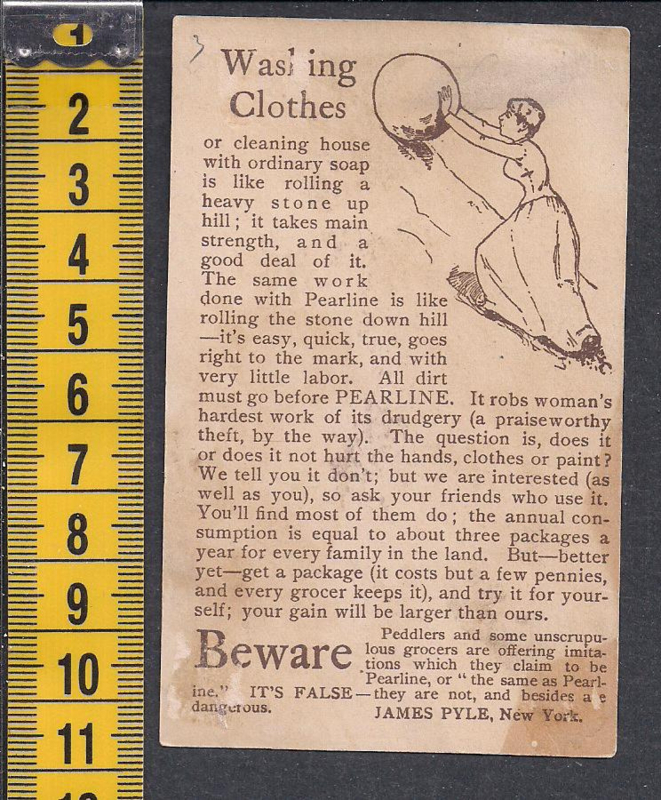 1
2
3
4
5
6
7
8
9
10
11
3
Washing
Clothes
or cleaning house
with ordinary soap
is like rolling a
heavy stone up
hill; it takes main
strength, and a
good deal of it.
The same work
done with Pearline is like
rolling the stone down hill
—it's easy, quick, true, goes
right to the mark, and with
very little labor. All dirt
must go before PEARLINE. It robs woman's
hardest work of its drudgery (a praiseworthy
theft, by the way). The question is, does it
or does it not hurt the hands, clothes or paint?
We tell you it don't; but we are interested (as
well as you), so ask your friends who use it.
You'll find most of them do; the annual con-
sumption is equal to about three packages a
year for every family in the land. But—better
yet—get a package (it costs but a few pennies,
and every grocer keeps it), and try it for your-
self; your gain will be larger than ours.
Beware Peddlers and some unscrupu-
lous grocers are offering imita-
tions which they claim to be
Pearline, or "the same as Pearl-
ine." IT'S FALSE—they are not, and besides are
dangerous. JAMES PYLE, New York.